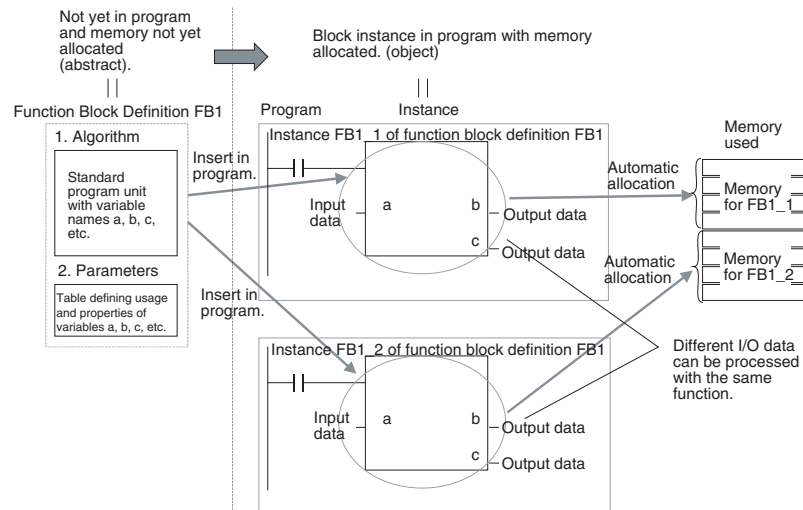 Not yet in program
and memory not yet
allocated
(abstract).
Block instance in program with memory
allocated. (object)
Function Block Definition FB1
Program
Instance
1. Algorithm
Standard
program unit
with variable
names a, b, c,
etc.
2. Parameters
Table defining usage
and properties of
variables a, b, c, etc.
Insert in
program.
Insert in
program.
Instance FB1_1 of function block definition FB1
Input
data
a
b
Output data
c
Output data
Automatic
allocation
Memory
used
Memory
for FB1_1
Automatic
allocation
Memory
for FB1_2
Instance FB1_2 of function block definition FB1
Input
data
a
b
Output data
c
Output data
Different I/O data
can be processed
with the same
function.